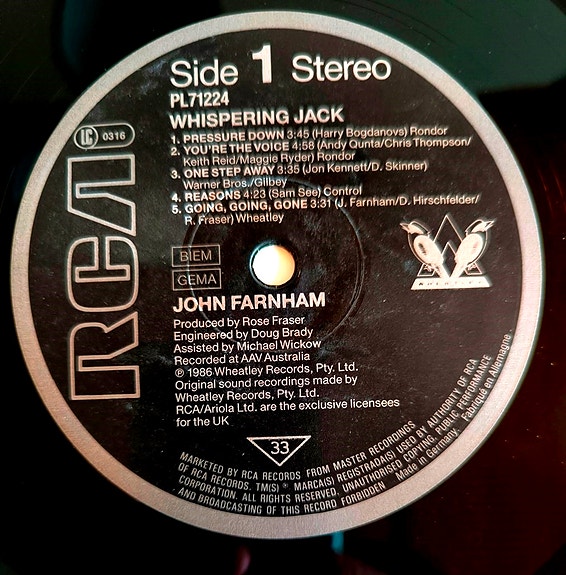 Side 1 Stereo
PL71224
WHISPERING JACK
1. PRESSURE DOWN 3:45 (Harry Bogdanovs) Rondor
2. YOU'RE THE VOICE 4:58 (Andy Qunta/Chris Thompson/
Keith Reid/Maggie Ryder) Rondor
3. ONE STEP AWAY 3:35 (Jon Kennett/D. Skinner)
Warner Bros./Gilbey
4. REASONS 4:23 (Sam See) Control
5. GOING, GOING, GONE 3:31 (J. Farnham/D. Hirschfelder/
R. Fraser) Wheatley
LC 0316
RCA
BIEM
GEMA
WHEATLEY
JOHN FARNHAM
Produced by Rose Fraser
Engineered by Doug Brady
Assisted by Michael Wickow
Recorded at AAV Australia
℗ 1986 Wheatley Records, Pty. Ltd.
Original sound recordings made by
Wheatley Records, Pty. Ltd.
RCA/Ariola Ltd. are the exclusive licensees
for the UK
33
MARKETED BY RCA RECORDS FROM MASTER RECORDINGS
OF RCA RECORDS. TM(S) ® MARCA(S) REGISTRADA(S) USED BY AUTHORITY OF RCA
CORPORATION. ALL RIGHTS RESERVED. UNAUTHORISED COPYING, PUBLIC PERFORMANCE
AND BROADCASTING OF THIS RECORD FORBIDDEN Made in Germany. Fabriqué en Allemagne.